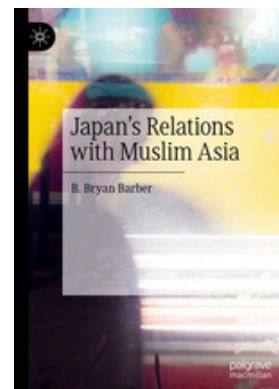 Japan's Relations
with Muslim Asia
B. Bryan Barber
palgrave
macmillan